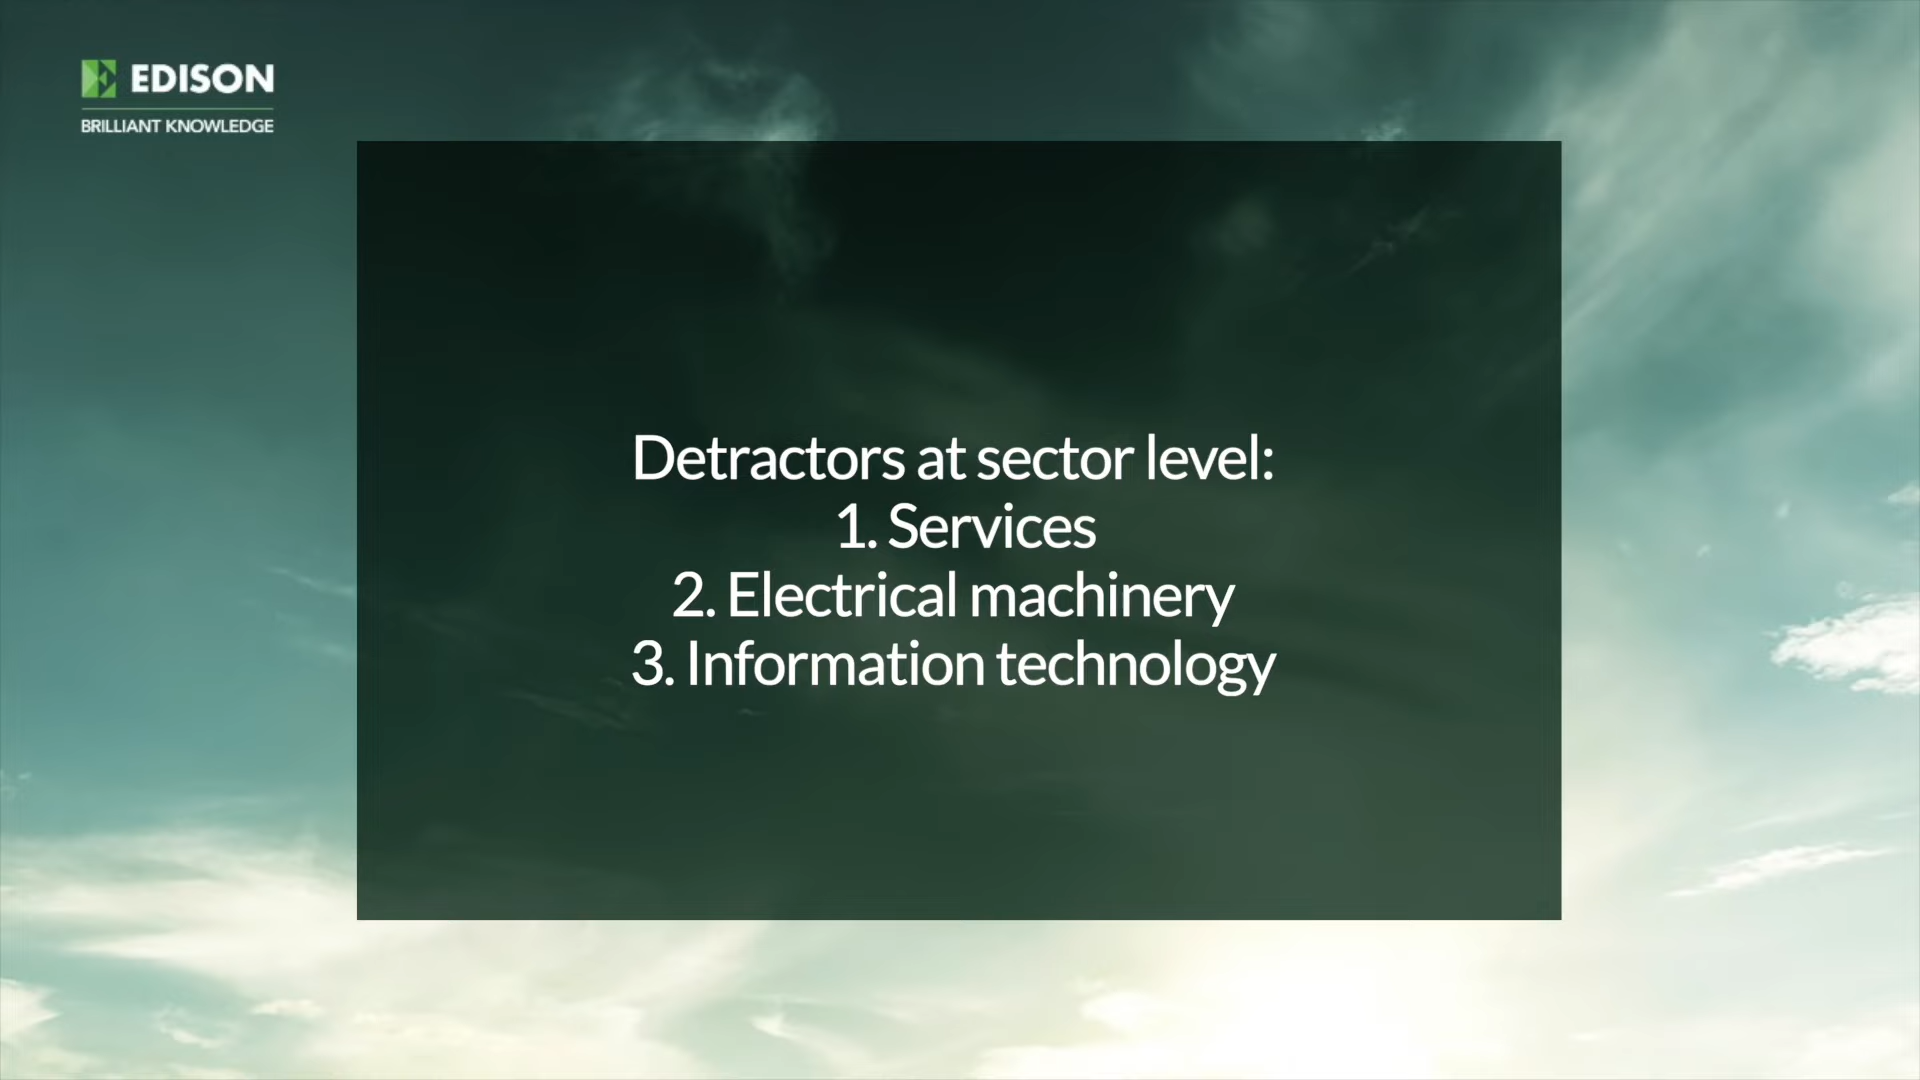 EDISON
BRILLIANT KNOWLEDGE
Detractors at sector level:
1. Services
2. Electrical machinery
3. Information technology